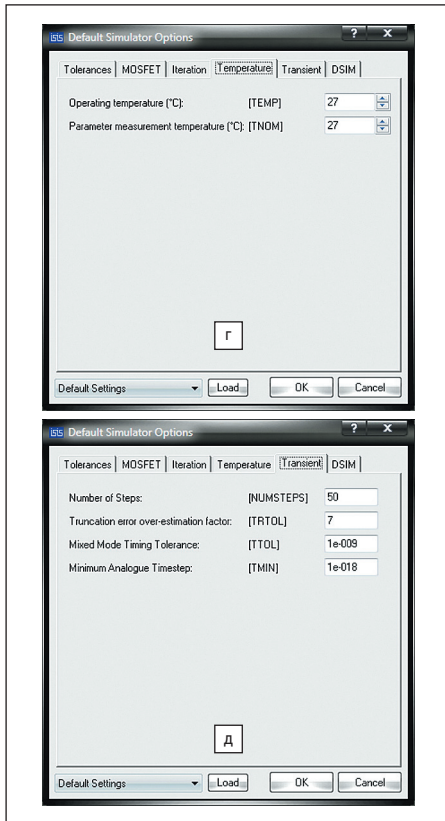 ISIS Default Simulator Options ? X
Tolerances MOSFET Iteration Temperature Transient DSIM
Operating temperature (°C): [TEMP] 27
Parameter measurement temperature (°C): [TNOM] 27
Г
Default Settings Load OK Cancel
ISIS Default Simulator Options ? X
Tolerances MOSFET Iteration Temperature Transient DSIM
Number of Steps: [NUMSTEPS] 50
Truncation error over-estimation factor: [TRTOL] 7
Mixed Mode Timing Tolerance: [TTOL] 1e-009
Minimum Analogue Timestep: [TMIN] 1e-018
Д
Default Settings Load OK Cancel